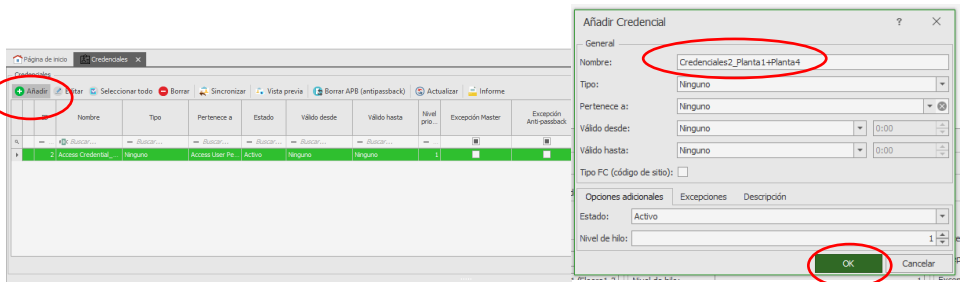 Página de inicio
Credenciales
Credenciales
Añadir
Editar
Seleccionar todo
Borrar
Sincronizar
Vista previa
Borrar APB (antipassback)
Actualizar
Informe
ID
Nombre
Tipo
Pertenece a
Estado
Válido desde
Válido hasta
Nivel prio...
Excepción Master
Excepción Anti-passback
Buscar...
Buscar...
Buscar...
Buscar...
Buscar...
Buscar...
2 Access Credential_... Ninguno Access User Pe... Activo Ninguno Ninguno 1
Añadir Credencial
General
Nombre: Credenciales2_Planta1+Planta4
Tipo: Ninguno
Pertenece a: Ninguno
Válido desde: Ninguno 0:00
Válido hasta: Ninguno 0:00
Tipo FC (código de sitio):
Opciones adicionales Excepciones Descripción
Estado: Activo
Nivel de hilo: 1
OK Cancelar